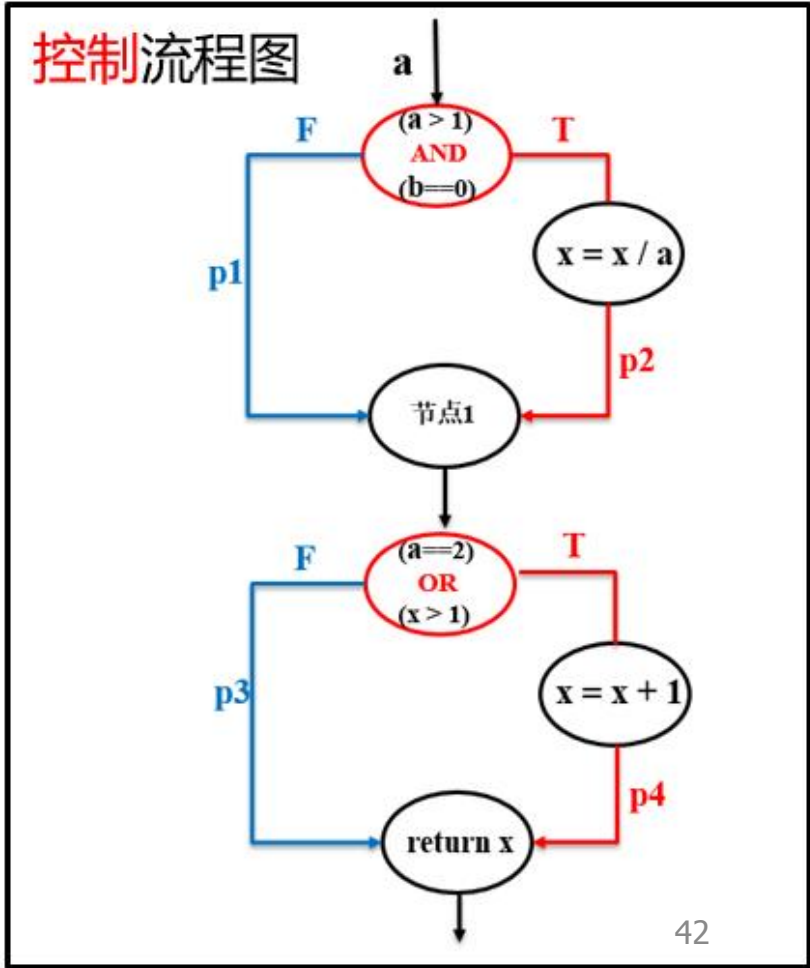 控制流程图
a
(a > 1)
F
AND
T
(b==0)
x = x / a
p1
p2
节点1
(a==2)
F
OR
T
(x > 1)
p3
x = x + 1
p4
return x
42